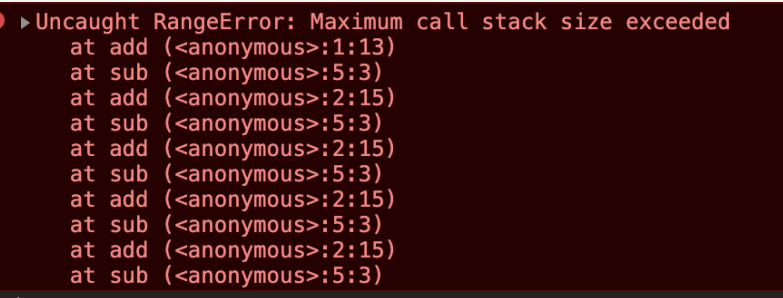 Uncaught RangeError: Maximum call stack size exceeded
at add (<anonymous>:1:13)
at sub (<anonymous>:5:3)
at add (<anonymous>:2:15)
at sub (<anonymous>:5:3)
at add (<anonymous>:2:15)
at sub (<anonymous>:5:3)
at add (<anonymous>:2:15)
at sub (<anonymous>:5:3)
at add (<anonymous>:2:15)
at sub (<anonymous>:5:3)